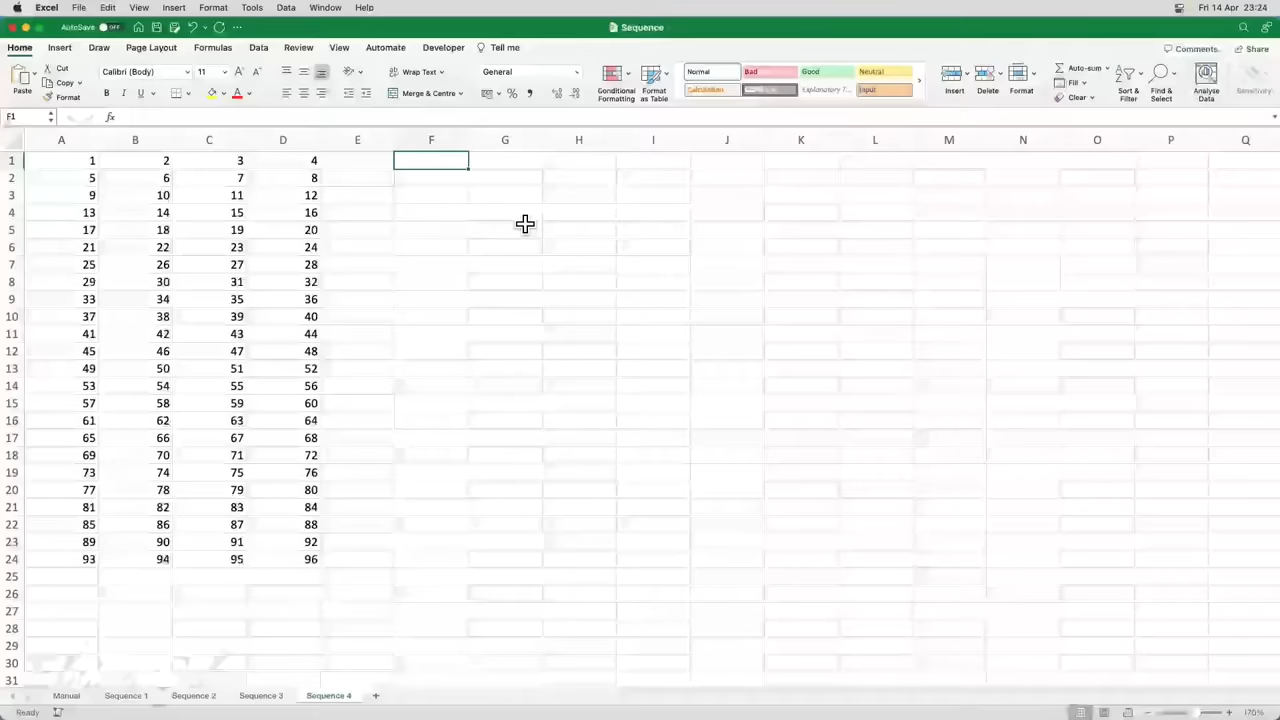 Excel File Edit View Insert Format Tools Data Window Help Fri 14 Apr 23:24
AutoSave OFF Sequence
Home Insert Draw Page Layout Formulas Data Review View Automate Developer Tell me Comments Share
Paste Cut Copy Format
Calibri (Body) 11
B I U A
Wrap Text
Merge & Centre
General
%
Conditional Formatting
Format as Table
Normal Bad Good Neutral
Calculation Explanatory T... Input
Insert Delete Format
Auto-sum
Fill
Clear
Sort & Filter
Find & Select
Analyse Data
Sensitivity
F1 fx
A B C D E F G H I J K L M N O P Q
1 1 2 3 4
2 5 6 7 8
3 9 10 11 12
4 13 14 15 16
5 17 18 19 20
6 21 22 23 24
7 25 26 27 28
8 29 30 31 32
9 33 34 35 36
10 37 38 39 40
11 41 42 43 44
12 45 46 47 48
13 49 50 51 52
14 53 54 55 56
15 57 58 59 60
16 61 62 63 64
17 65 66 67 68
18 69 70 71 72
19 73 74 75 76
20 77 78 79 80
21 81 82 83 84
22 85 86 87 88
23 89 90 91 92
24 93 94 95 96
25
26
27
28
29
30
31
Manual Sequence 1 Sequence 2 Sequence 3 Sequence 4 +
Ready 170%